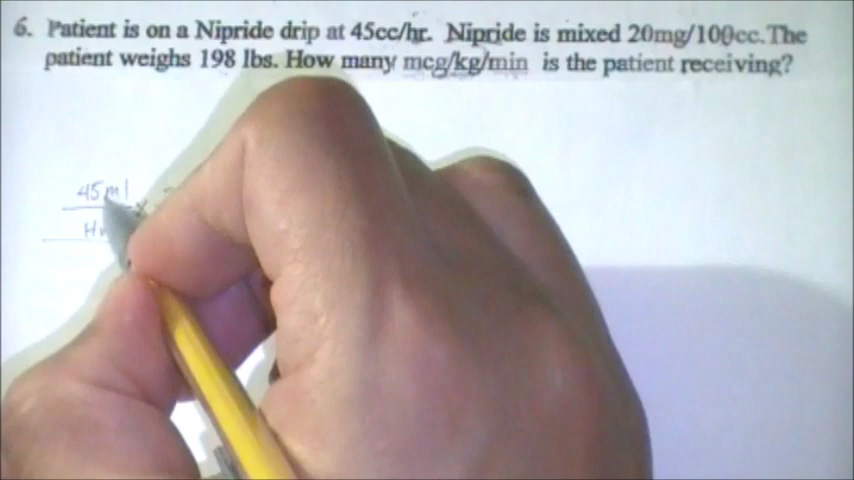 6. Patient is on a Nipride drip at 45cc/hr. Nipride is mixed 20mg/100cc. The
patient weighs 198 lbs. How many mcg/kg/min is the patient receiving?
45ml x